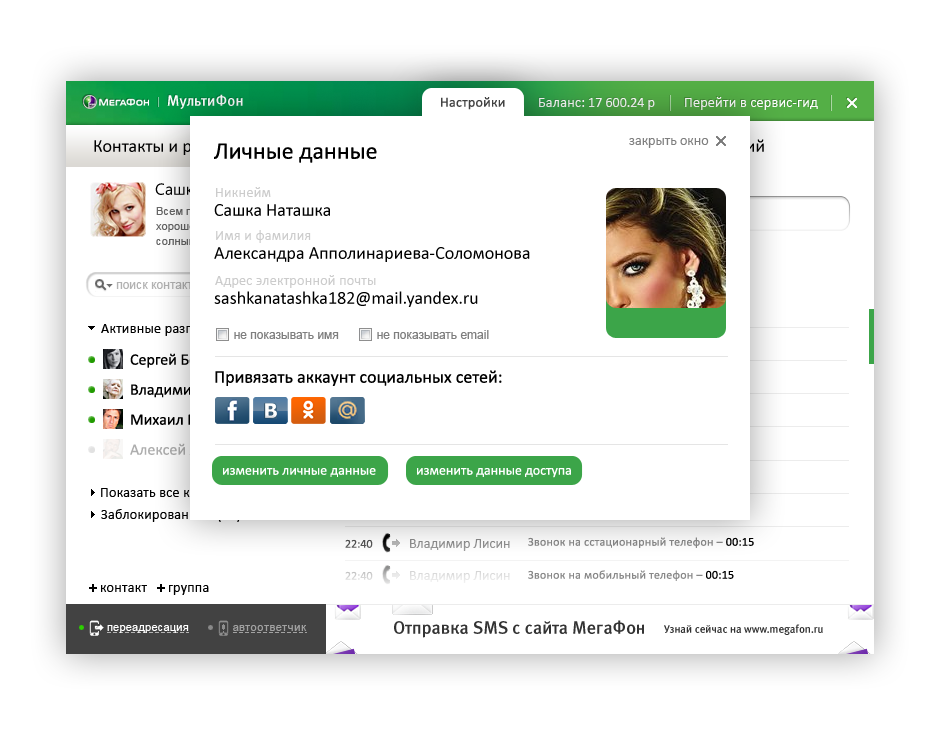 МЕГАФОН | МультиФон
Настройки
Баланс: 17 600.24 р
Перейти в сервис-гид
Контакты и р
ий
Личные данные
закрыть окно
Сашк
Всем п
хорош
солны
Никнейм
Сашка Наташка
Имя и фамилия
Александра Апполинариева-Соломонова
Адрес электронной почты
sashkanatashka182@mail.yandex.ru
поиск контакт
не показывать имя
не показывать email
Активные разг
Сергей Б
Владими
Михаил
Алексей
Привязать аккаунт социальных сетей:
f В @
изменить личные данные
изменить данные доступа
Показать все к
Заблокирован
22:40 Владимир Лисин Звонок на сстационарный телефон – 00:15
22:40 Владимир Лисин Звонок на мобильный телефон – 00:15
+ контакт + группа
переадресация
автоответчик
Отправка SMS с сайта МегаФон
Узнай сейчас на www.megafon.ru